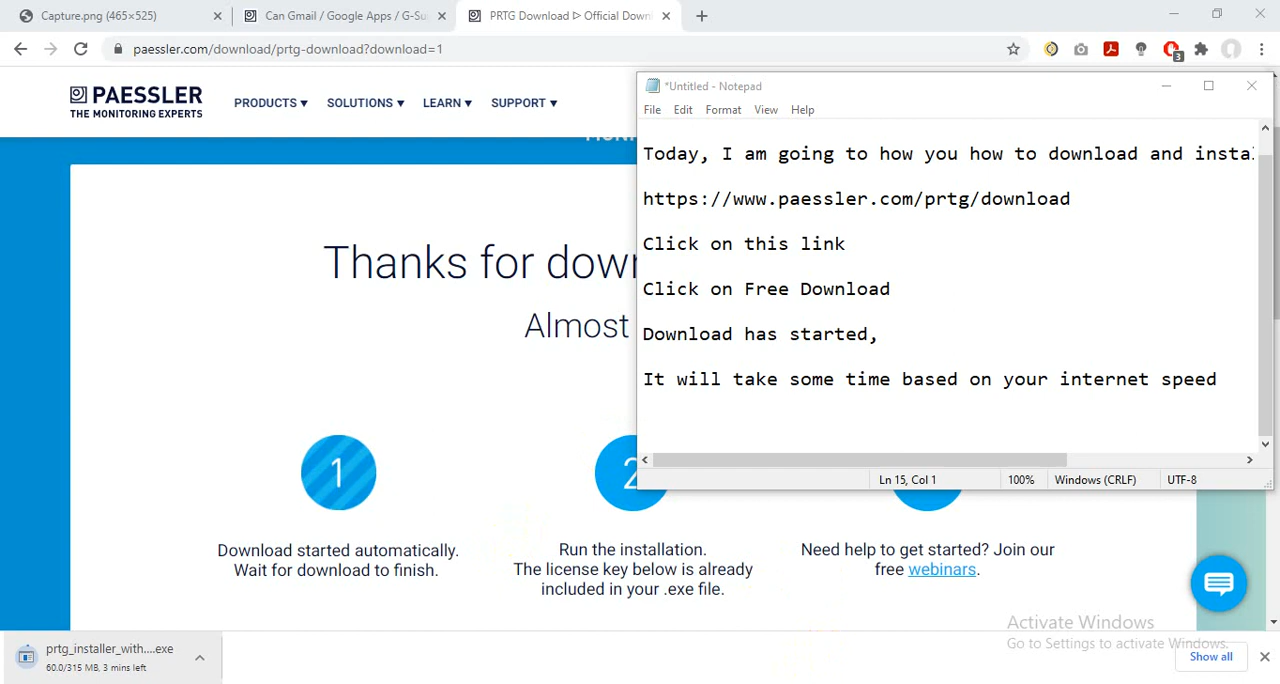 Capture.png (465×525)
Can Gmail / Google Apps / G-Su
PRTG Download ᐅ Official Down
paessler.com/download/prtg-download?download=1
3
PAESSLER
THE MONITORING EXPERTS
PRODUCTS ▾
SOLUTIONS ▾
LEARN ▾
SUPPORT ▾
*Untitled - Notepad
File Edit Format View Help
Today, I am going to how you how to download and instal
https://www.paessler.com/prtg/download
Click on this link
Click on Free Download
Download has started,
It will take some time based on your internet speed
Ln 15, Col 1
100%
Windows (CRLF)
UTF-8
Thanks for down
Almost
1
2
Download started automatically.
Wait for download to finish.
Run the installation.
The license key below is already
included in your .exe file.
Need help to get started? Join our
free webinars.
Activate Windows
Go to Settings to activate Windows.
prtg_installer_with....exe
60.0/315 MB, 3 mins left
Show all